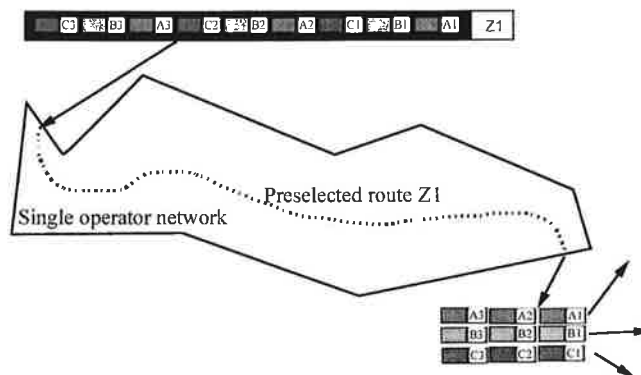 C3 B3 A3 C2 B2 A2 C1 B1 A1 Z1
Preselected route Z1
Single operator network
A3 A2 A1
B3 B2 B1
C3 C2 C1